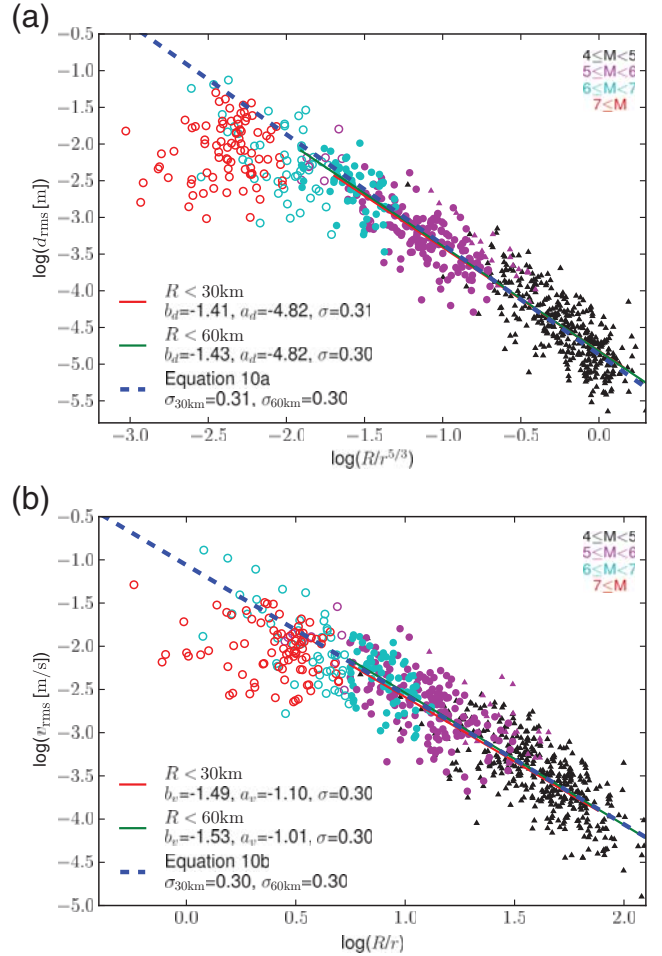 (a)
−0.5
−1.0
−1.5
−2.0
−2.5
−3.0
−3.5
−4.0
−4.5
−5.0
−5.5
log(d_rms [m])
4≤M<5
5≤M<6
6≤M<7
7≤M
R < 30km
b_d=-1.41, a_d=-4.82, σ=0.31
R < 60km
b_d=-1.43, a_d=-4.82, σ=0.30
Equation 10a
σ_30km=0.31, σ_60km=0.30
−3.0 −2.5 −2.0 −1.5 −1.0 −0.5 0.0
log(R/r^5/3)
(b)
−0.5
−1.0
−1.5
−2.0
−2.5
−3.0
−3.5
−4.0
−4.5
−5.0
log(v_rms [m/s])
4≤M<5
5≤M<6
6≤M<7
7≤M
R < 30km
b_v=-1.49, a_v=-1.10, σ=0.30
R < 60km
b_v=-1.53, a_v=-1.01, σ=0.30
Equation 10b
σ_30km=0.30, σ_60km=0.30
0.0 0.5 1.0 1.5 2.0
log(R/r)